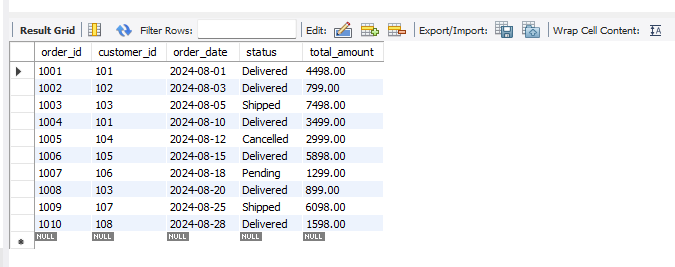 Result Grid Filter Rows: Edit: Export/Import: Wrap Cell Content:
order_id customer_id order_date status total_amount
1001 101 2024-08-01 Delivered 4498.00
1002 102 2024-08-03 Delivered 799.00
1003 103 2024-08-05 Shipped 7498.00
1004 101 2024-08-10 Delivered 3499.00
1005 104 2024-08-12 Cancelled 2999.00
1006 105 2024-08-15 Delivered 5898.00
1007 106 2024-08-18 Pending 1299.00
1008 103 2024-08-20 Delivered 899.00
1009 107 2024-08-25 Shipped 6098.00
1010 108 2024-08-28 Delivered 1598.00
NULL NULL NULL NULL NULL